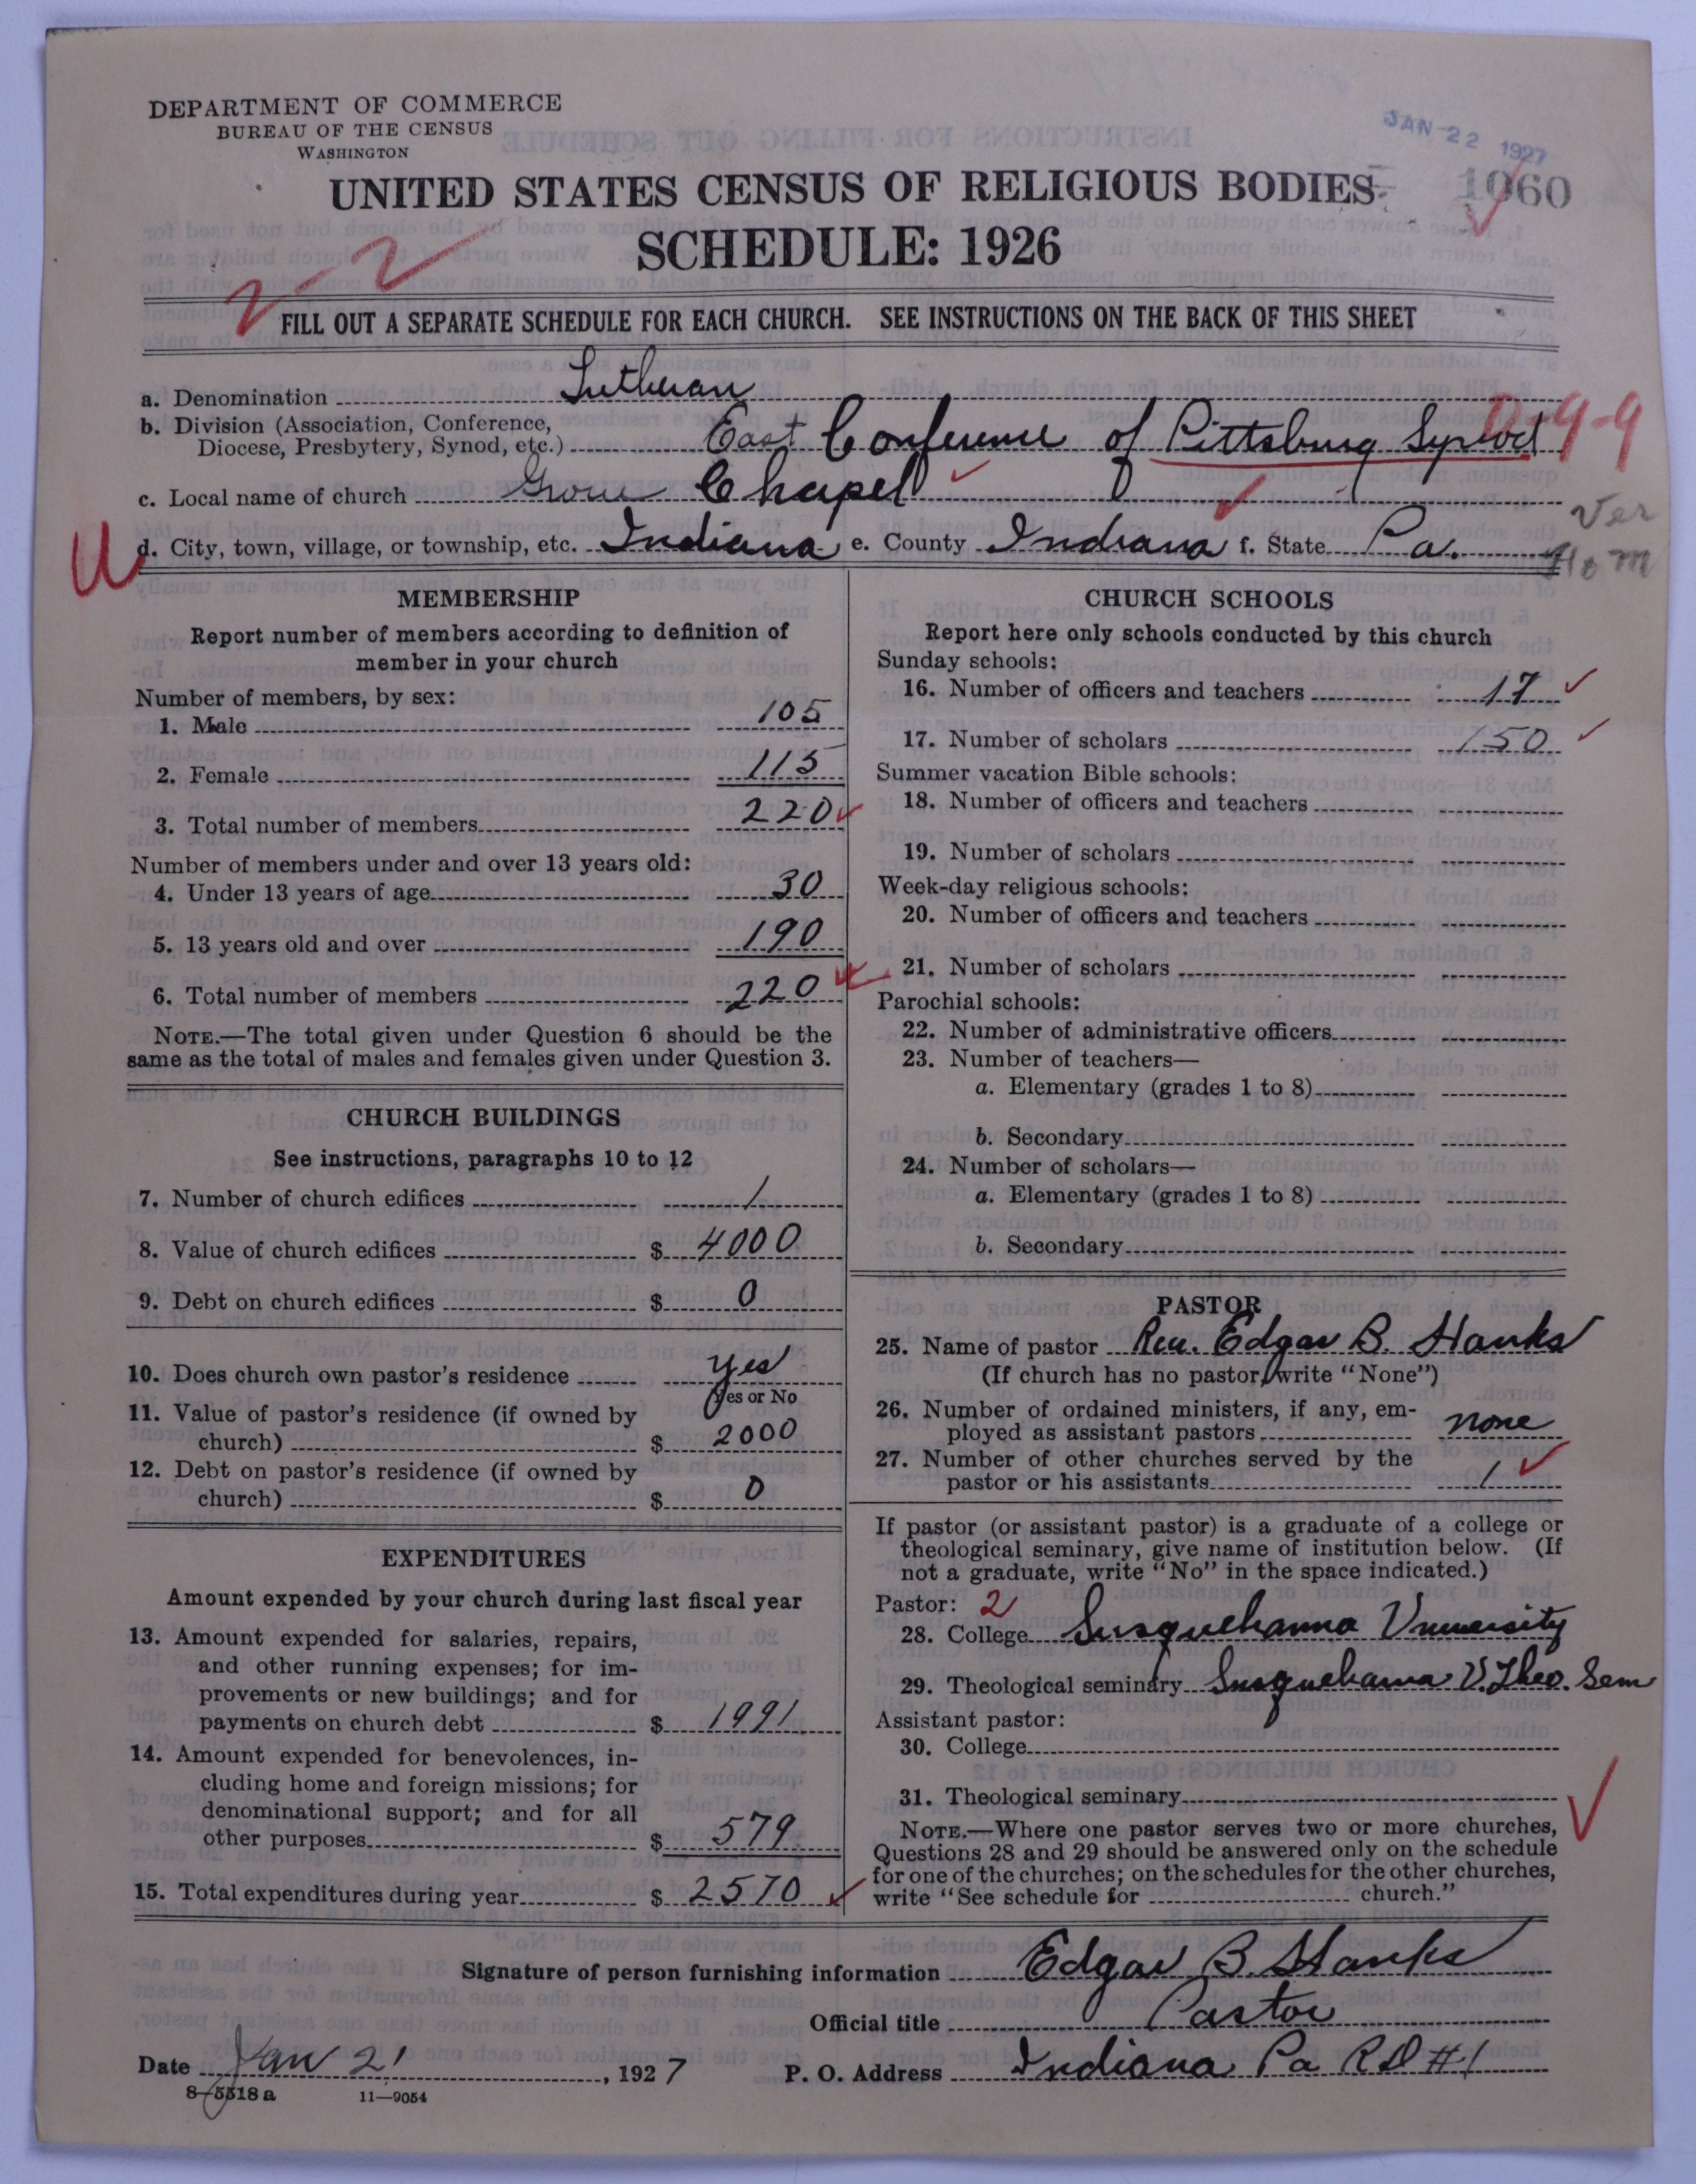 DEPARTMENT OF COMMERCE
BUREAU OF THE CENSUS
WASHINGTON
JAN 22 1927
UNITED STATES CENSUS OF RELIGIOUS BODIES
1060
SCHEDULE: 1926
2-2
FILL OUT A SEPARATE SCHEDULE FOR EACH CHURCH. SEE INSTRUCTIONS ON THE BACK OF THIS SHEET
a. Denomination Lutheran
b. Division (Association, Conference,
Diocese, Presbytery, Synod, etc.) East Conference of Pittsburg Synod
9-9
c. Local name of church Grove Chapel
Ver
d. City, town, village, or township, etc. Indiana e. County Indiana f. State Pa.
Hom
MEMBERSHIP
Report number of members according to definition of
member in your church
Number of members, by sex:
1. Male 105
2. Female 115
3. Total number of members 220
Number of members under and over 13 years old:
4. Under 13 years of age 30
5. 13 years old and over 190
6. Total number of members 220
NOTE.—The total given under Question 6 should be the
same as the total of males and females given under Question 3.
CHURCH BUILDINGS
See instructions, paragraphs 10 to 12
7. Number of church edifices 1
8. Value of church edifices $ 4000
9. Debt on church edifices $ 0
10. Does church own pastor's residence yes
(Yes or No
11. Value of pastor's residence (if owned by
church) $ 2000
12. Debt on pastor's residence (if owned by
church) $ 0
EXPENDITURES
Amount expended by your church during last fiscal year
13. Amount expended for salaries, repairs,
and other running expenses; for im-
provements or new buildings; and for
payments on church debt $ 1991
14. Amount expended for benevolences, in-
cluding home and foreign missions; for
denominational support; and for all
other purposes $ 579
15. Total expenditures during year $ 2570
CHURCH SCHOOLS
Report here only schools conducted by this church
Sunday schools:
16. Number of officers and teachers 17
17. Number of scholars 150
Summer vacation Bible schools:
18. Number of officers and teachers
19. Number of scholars
Week-day religious schools:
20. Number of officers and teachers
21. Number of scholars
Parochial schools:
22. Number of administrative officers
23. Number of teachers—
a. Elementary (grades 1 to 8)
b. Secondary
24. Number of scholars—
a. Elementary (grades 1 to 8)
b. Secondary
PASTOR
25. Name of pastor Rev. Edgar B. Hanks
(If church has no pastor, write "None")
26. Number of ordained ministers, if any, em-
ployed as assistant pastors none
27. Number of other churches served by the
pastor or his assistants 1
If pastor (or assistant pastor) is a graduate of a college or
theological seminary, give name of institution below. (If
not a graduate, write "No" in the space indicated.)
Pastor: 2
28. College Susquehanna University
29. Theological seminary Susquehanna U. Theo. Sem
Assistant pastor:
30. College
31. Theological seminary
NOTE.—Where one pastor serves two or more churches,
Questions 28 and 29 should be answered only on the schedule
for one of the churches; on the schedules for the other churches,
write "See schedule for church."
Signature of person furnishing information Edgar B Hanks
Official title Pastor
Date Jan 21, 1927 P. O. Address Indiana Pa RD #1
8-5518 a 11-9054